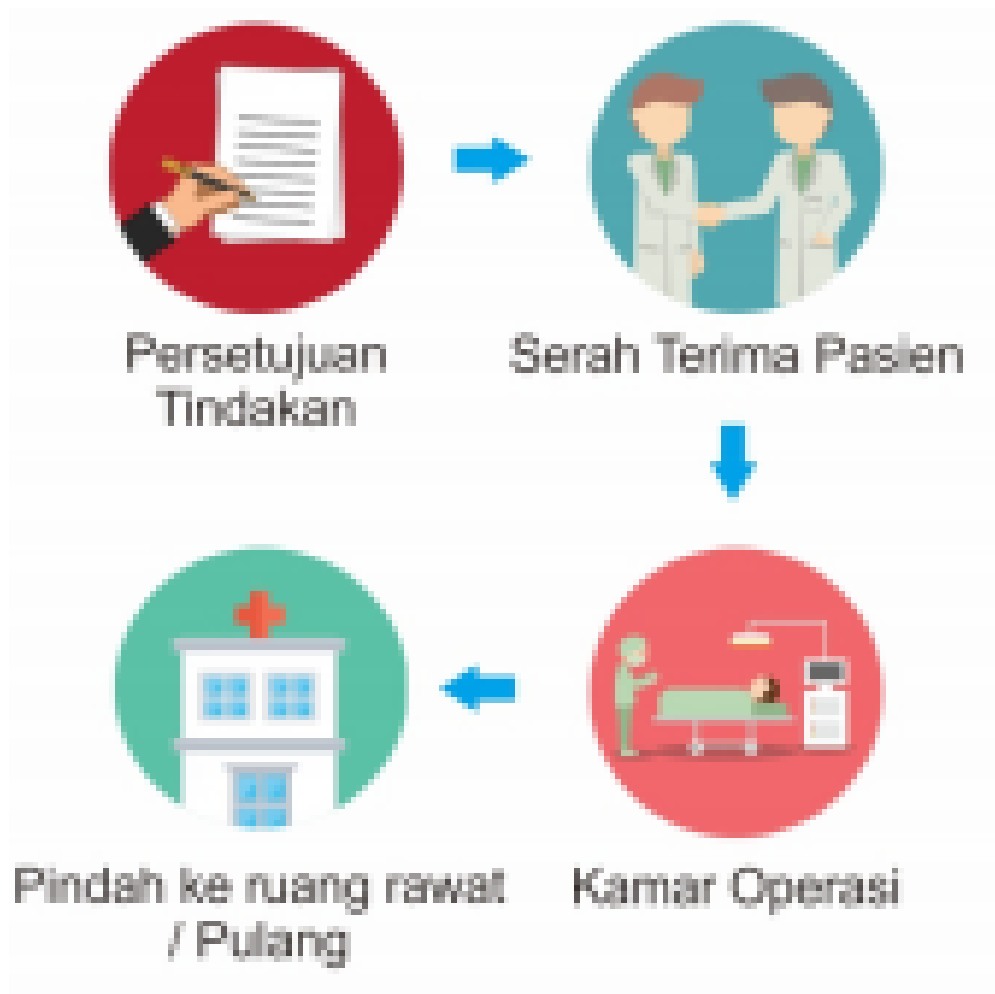 Persetujuan
Tindakan
Serah Terima Pasien
Kamar Operasi
Pindah ke ruang rawat
/ Pulang